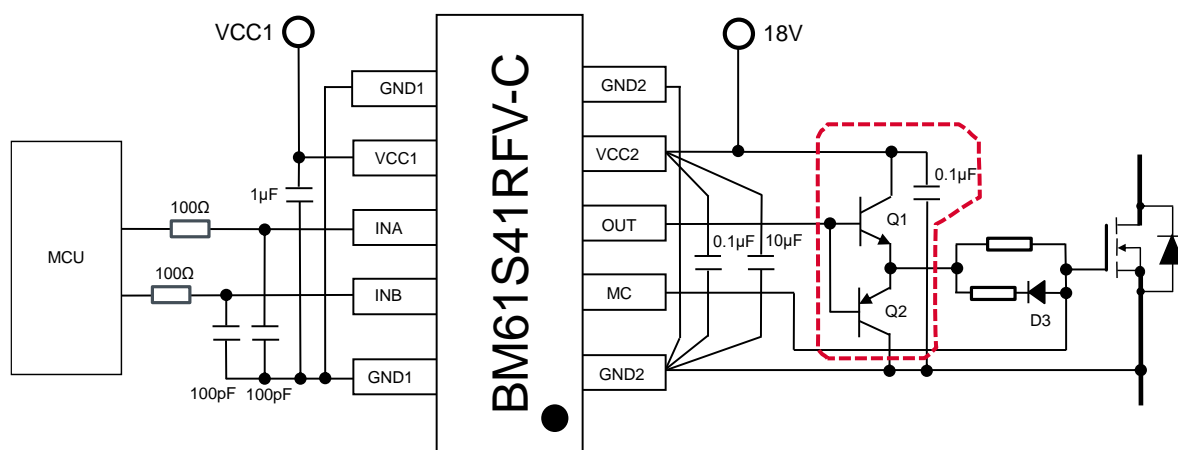 VCC1
18V
BM61S41RFV-C
GND1
VCC1
INA
INB
GND1
GND2
VCC2
OUT
MC
GND2
MCU
100Ω
100Ω
1µF
100pF
100pF
0.1µF
10µF
0.1µF
Q1
Q2
D3